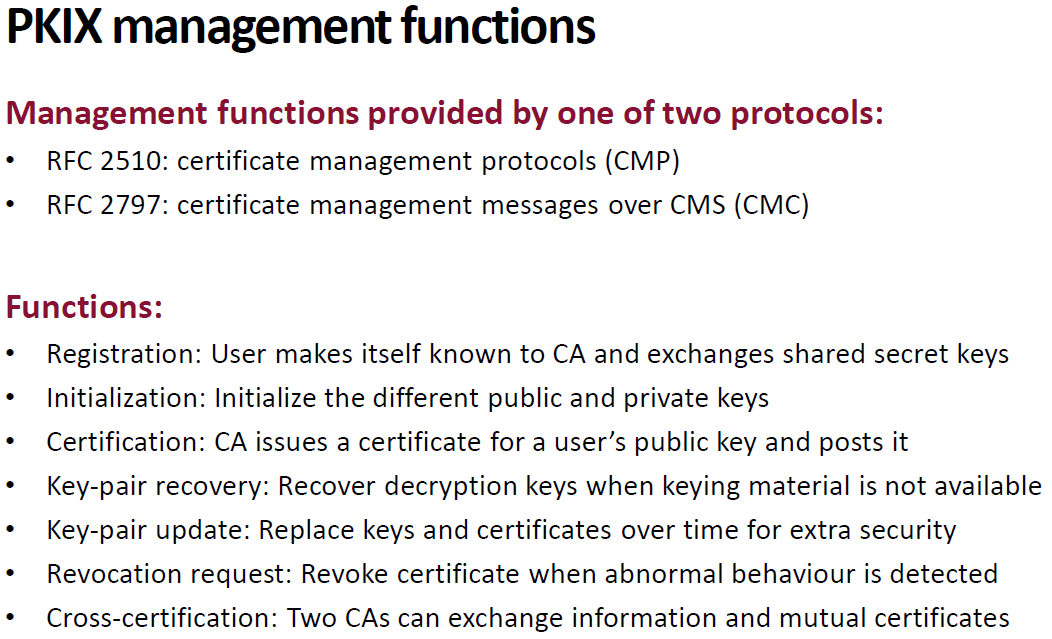 PKIX management functions
Management functions provided by one of two protocols:
• RFC 2510: certificate management protocols (CMP)
• RFC 2797: certificate management messages over CMS (CMC)
Functions:
• Registration: User makes itself known to CA and exchanges shared secret keys
• Initialization: Initialize the different public and private keys
• Certification: CA issues a certificate for a user’s public key and posts it
• Key-pair recovery: Recover decryption keys when keying material is not available
• Key-pair update: Replace keys and certificates over time for extra security
• Revocation request: Revoke certificate when abnormal behaviour is detected
• Cross-certification: Two CAs can exchange information and mutual certificates